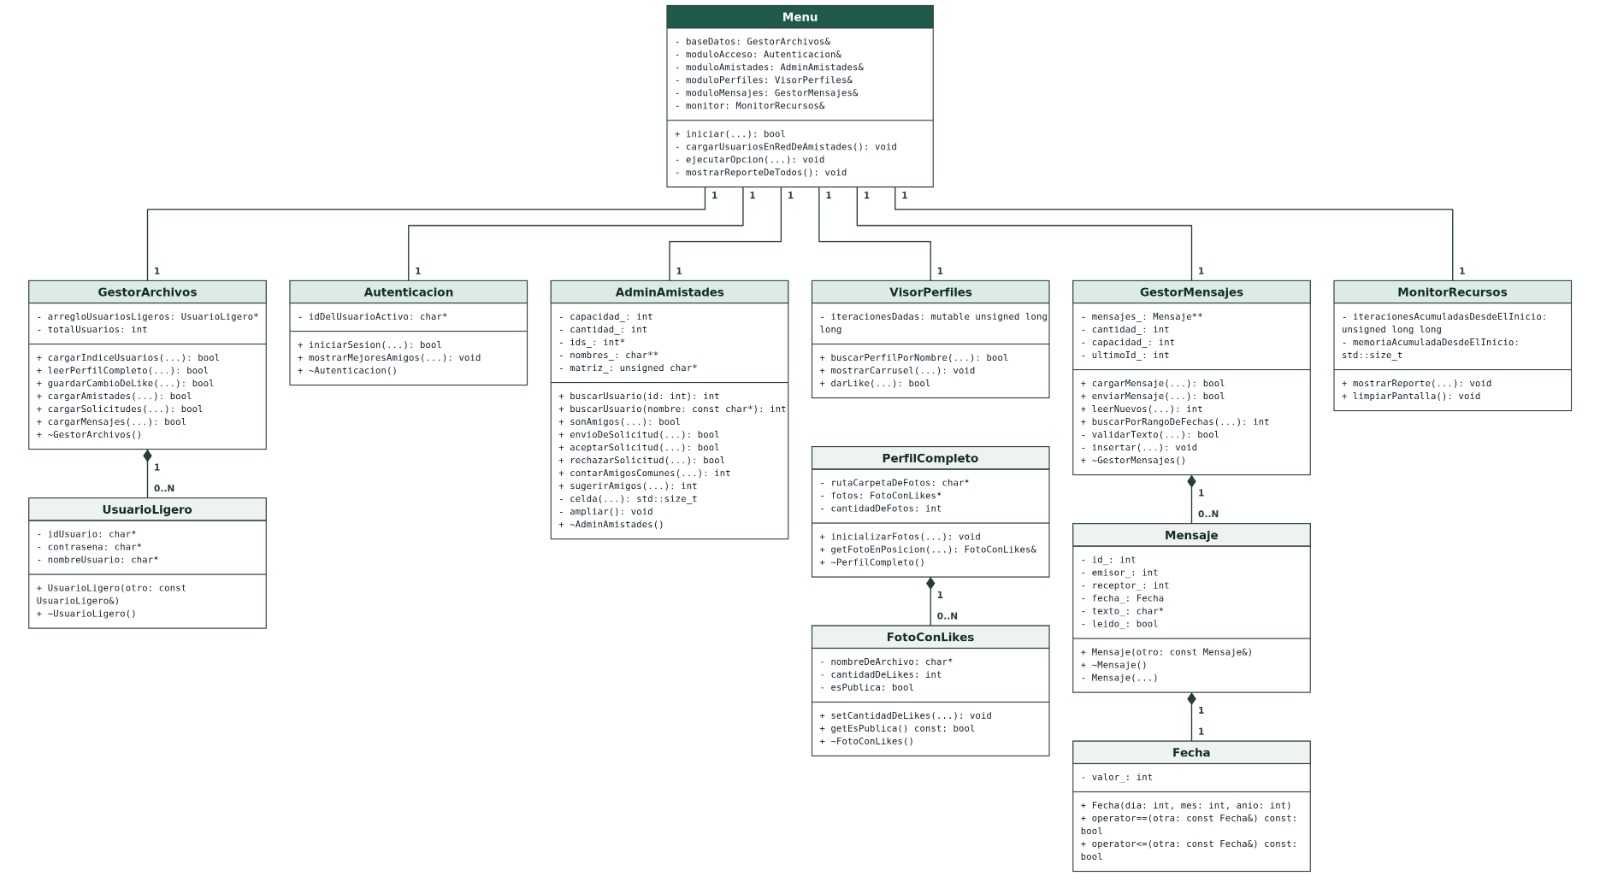 Menu
- baseDatos: GestorArchivos&
- moduloAcceso: Autenticacion&
- moduloAmistades: AdminAmistades&
- moduloPerfiles: VisorPerfiles&
- moduloMensajes: GestorMensajes&
- monitor: MonitorRecursos&
+ iniciar(...): bool
- cargarUsuariosEnRedDeAmistades(): void
- ejecutarOpcion(...): void
- mostrarReporteDeTodos(): void
1 1 1 1 1 1
1 1 1 1 1 1
GestorArchivos
- arregloUsuariosLigeros: UsuarioLigero*
- totalUsuarios: int
+ cargarIndiceUsuarios(...): bool
+ leerPerfilCompleto(...): bool
+ guardarCambioDeLike(...): bool
+ cargarAmistades(...): bool
+ cargarSolicitudes(...): bool
+ cargarMensajes(...): bool
+ ~GestorArchivos()
1
0..N
UsuarioLigero
- idUsuario: char*
- contrasena: char*
- nombreUsuario: char*
+ UsuarioLigero(otro: const
UsuarioLigero&)
+ ~UsuarioLigero()
Autenticacion
- idDelUsuarioActivo: char*
+ iniciarSesion(...): bool
+ mostrarMejoresAmigos(...): void
+ ~Autenticacion()
AdminAmistades
- capacidad_: int
- cantidad_: int
- ids_: int*
- nombres_: char**
- matriz_: unsigned char*
+ buscarUsuario(id: int): int
+ buscarUsuario(nombre: const char*): int
+ sonAmigos(...): bool
+ envioDeSolicitud(...): bool
+ aceptarSolicitud(...): bool
+ rechazarSolicitud(...): bool
+ contarAmigosComunes(...): int
+ sugerirAmigos(...): int
- celda(...): std::size_t
- ampliar(): void
+ ~AdminAmistades()
VisorPerfiles
- iteracionesDadas: mutable unsigned long
long
+ buscarPerfilPorNombre(...): bool
+ mostrarCarrusel(...): void
+ darLike(...): bool
PerfilCompleto
- rutaCarpetaDeFotos: char*
- fotos: FotoConLikes*
- cantidadDeFotos: int
+ inicializarFotos(...): void
+ getFotoEnPosicion(...): FotoConLikes&
+ ~PerfilCompleto()
1
0..N
FotoConLikes
- nombreDeArchivo: char*
- cantidadDeLikes: int
- esPublica: bool
+ setCantidadDeLikes(...): void
+ getEsPublica() const: bool
+ ~FotoConLikes()
GestorMensajes
- mensajes_: Mensaje**
- cantidad_: int
- capacidad_: int
- ultimoId_: int
+ cargarMensaje(...): bool
+ enviarMensaje(...): bool
+ leerNuevos(...): int
+ buscarPorRangoDeFechas(...): int
- validarTexto(...): bool
- insertar(...): void
+ ~GestorMensajes()
1
0..N
Mensaje
- id_: int
- emisor_: int
- receptor_: int
- fecha_: Fecha
- texto_: char*
- leido_: bool
+ Mensaje(otro: const Mensaje&)
+ ~Mensaje()
- Mensaje(...)
1
1
Fecha
- valor_: int
+ Fecha(dia: int, mes: int, anio: int)
+ operator==(otra: const Fecha&) const:
bool
+ operator<=(otra: const Fecha&) const:
bool
MonitorRecursos
- iteracionesAcumuladasDesdeElInicio:
unsigned long long
- memoriaAcumuladaDesdeElInicio:
std::size_t
+ mostrarReporte(...): void
+ limpiarPantalla(): void